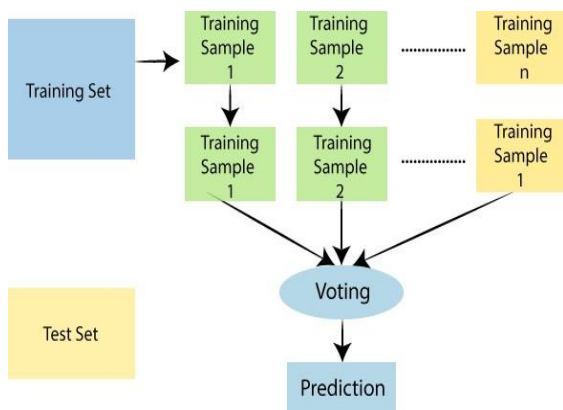 Training Set
Training
Sample
1
Training
Sample
2
Training
Sample
n
Training
Sample
1
Training
Sample
2
Training
Sample
1
Voting
Test Set
Prediction